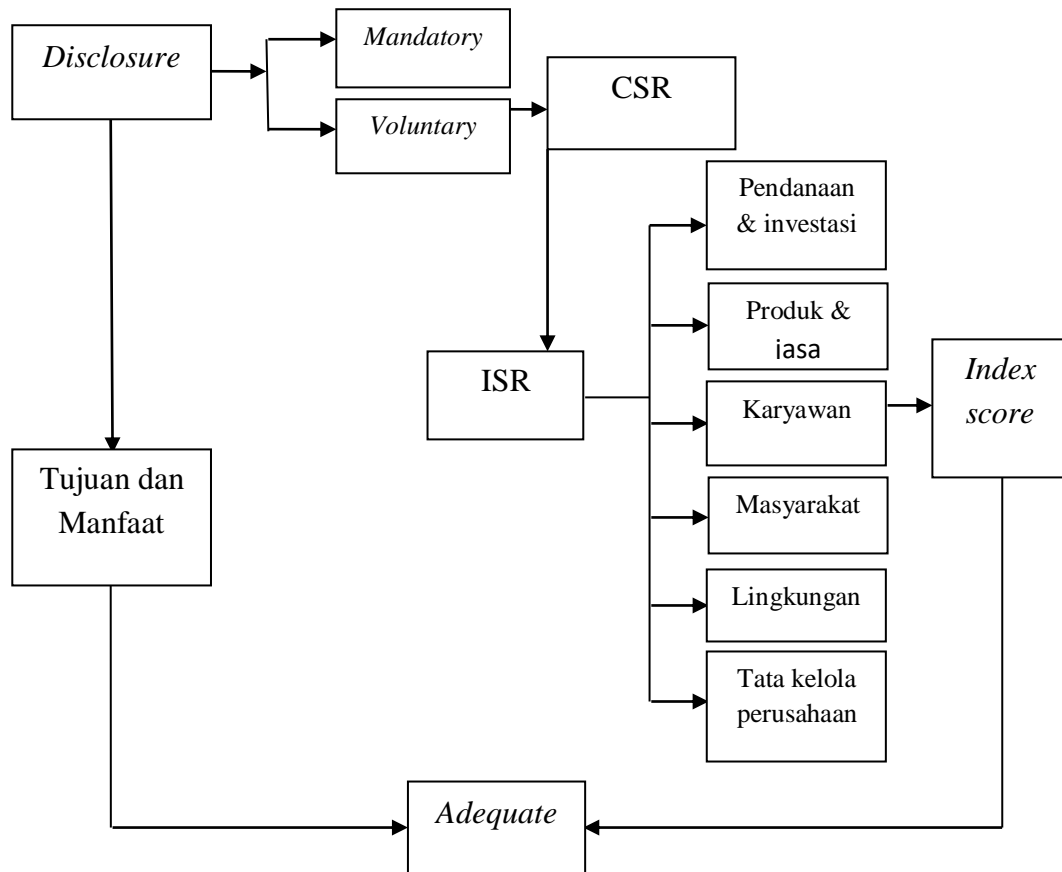 Disclosure
Mandatory
Voluntary
CSR
Pendanaan
& investasi
Produk &
jasa
ISR
Karyawan
Index
score
Tujuan dan
Manfaat
Masyarakat
Lingkungan
Tata kelola
perusahaan
Adequate